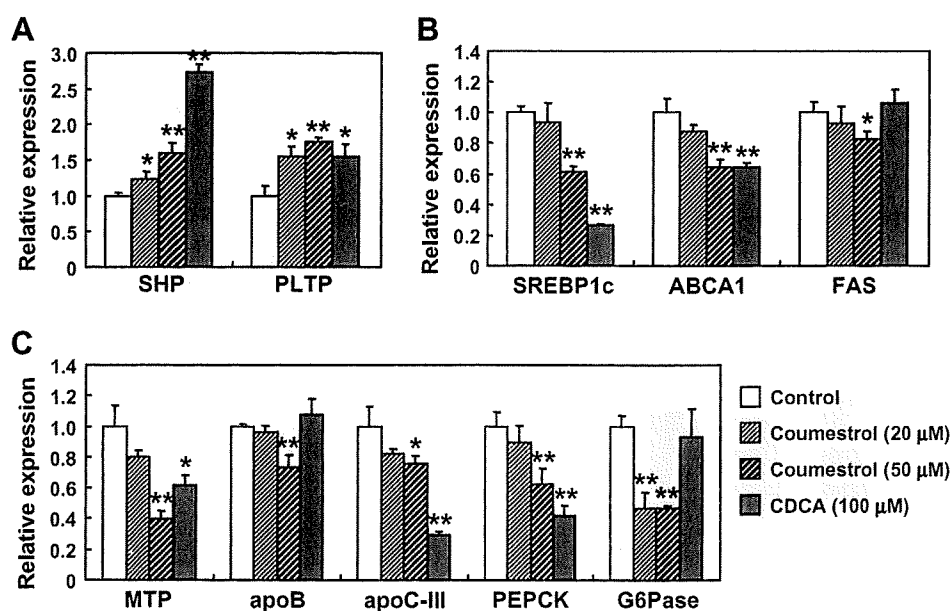 A
Relative expression
3.0
2.5
2.0
1.5
1.0
0.5
0
*
**
**
*
**
*
SHP
PLTP
B
Relative expression
1.4
1.2
1.0
0.8
0.6
0.4
0.2
0
**
**
**
**
*
SREBP1c
ABCA1
FAS
C
Relative expression
1.4
1.2
1.0
0.8
0.6
0.4
0.2
0
**
*
**
*
**
**
**
**
**
MTP
apoB
apoC-III
PEPCK
G6Pase
Control
Coumestrol (20 μM)
Coumestrol (50 μM)
CDCA (100 μM)